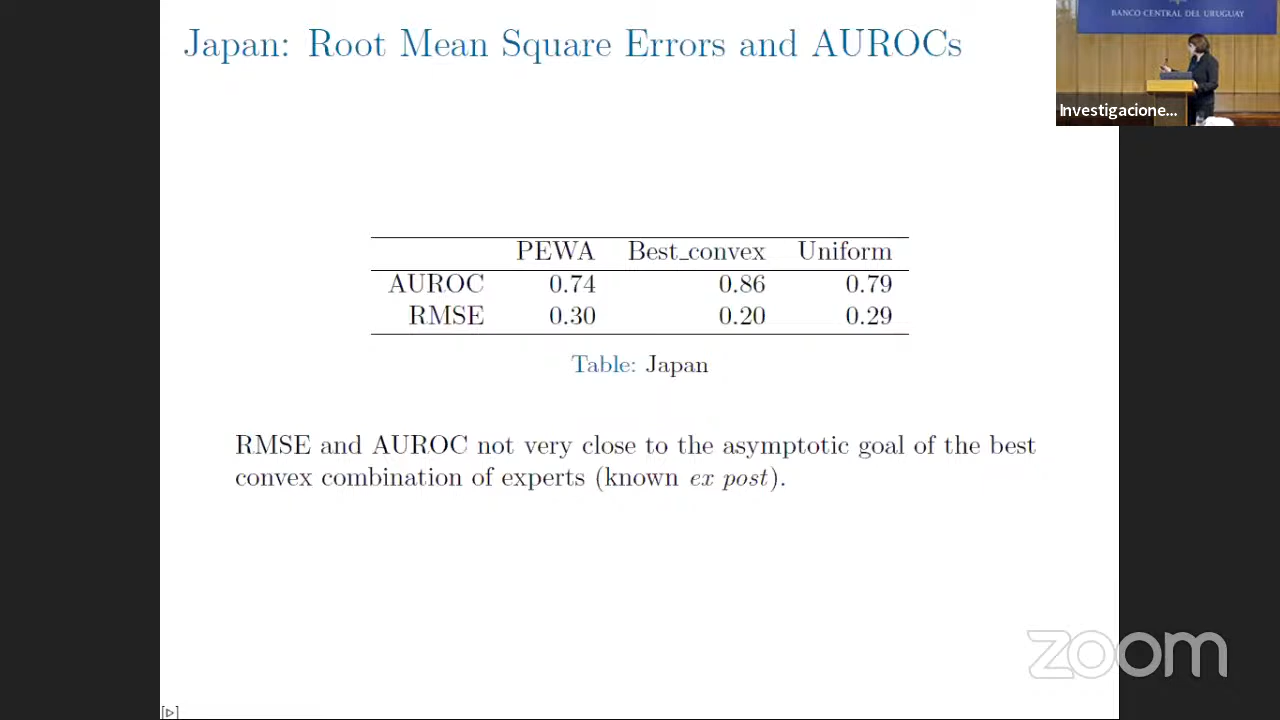 Japan: Root Mean Square Errors and AUROCs
BANCO CENTRAL DEL URUGUAY
Investigacione...
PEWA Best_convex Uniform
AUROC 0.74 0.86 0.79
RMSE 0.30 0.20 0.29
Table: Japan
RMSE and AUROC not very close to the asymptotic goal of the best
convex combination of experts (known ex post).
zoom